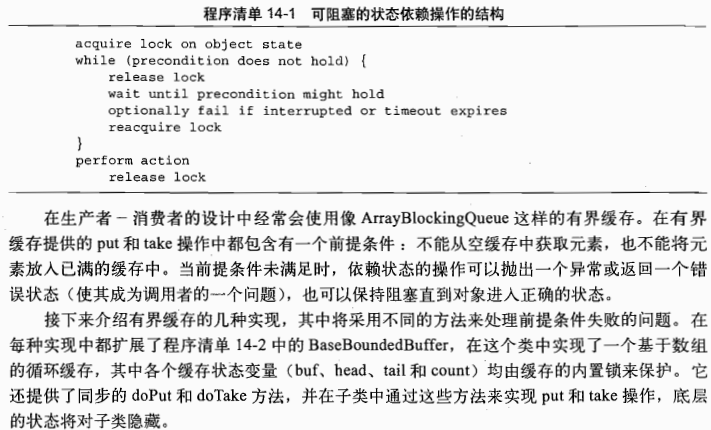 程序清单 14-1 可阻塞的状态依赖操作的结构
acquire lock on object state
while (precondition does not hold) {
release lock
wait until precondition might hold
optionally fail if interrupted or timeout expires
reacquire lock
}
perform action
release lock
在生产者－消费者的设计中经常会使用像 ArrayBlockingQueue 这样的有界缓存。在有界
缓存提供的 put 和 take 操作中都包含有一个前提条件：不能从空缓存中获取元素，也不能将元
素放入已满的缓存中。当前提条件未满足时，依赖状态的操作可以抛出一个异常或返回一个错
误状态（使其成为调用者的一个问题），也可以保持阻塞直到对象进入正确的状态。
接下来介绍有界缓存的几种实现，其中将采用不同的方法来处理前提条件失败的问题。在
每种实现中都扩展了程序清单 14-2 中的 BaseBoundedBuffer，在这个类中实现了一个基于数组
的循环缓存，其中各个缓存状态变量（buf、head、tail 和 count）均由缓存的内置锁来保护。它
还提供了同步的 doPut 和 doTake 方法，并在子类中通过这些方法来实现 put 和 take 操作，底层
的状态将对子类隐藏。